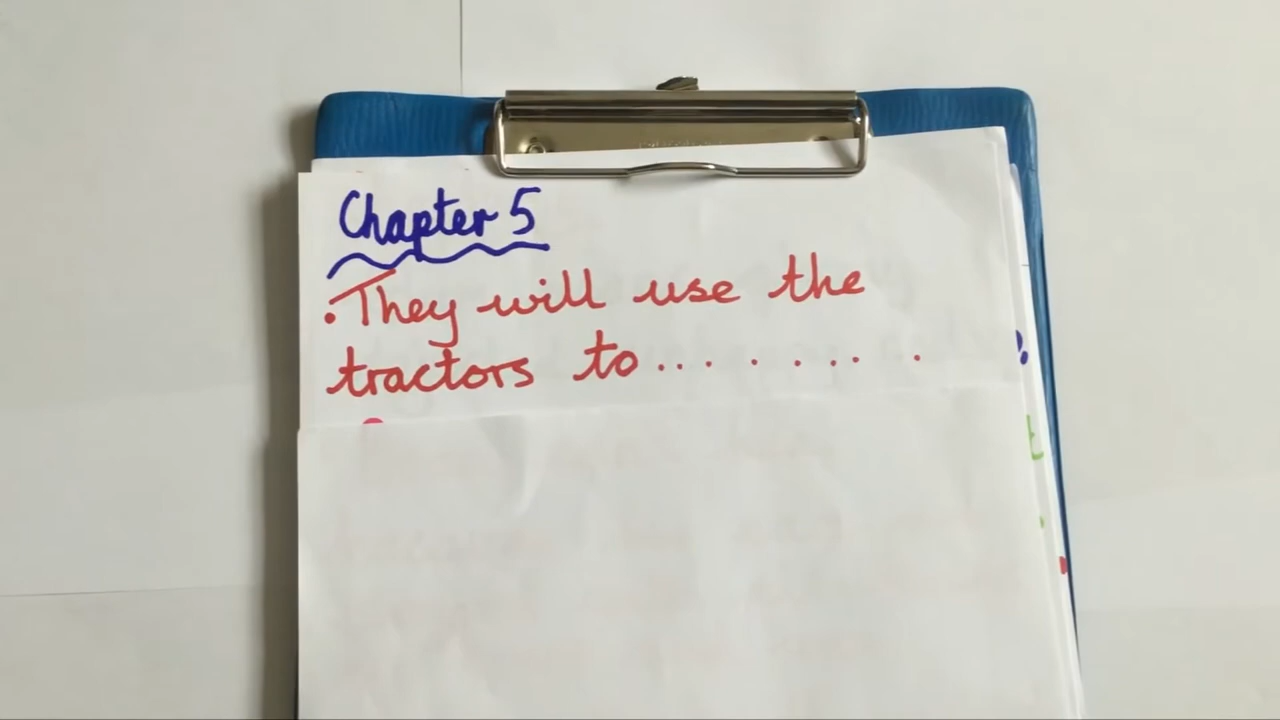 Chapter 5
• They will use the
tractors to... . ... .